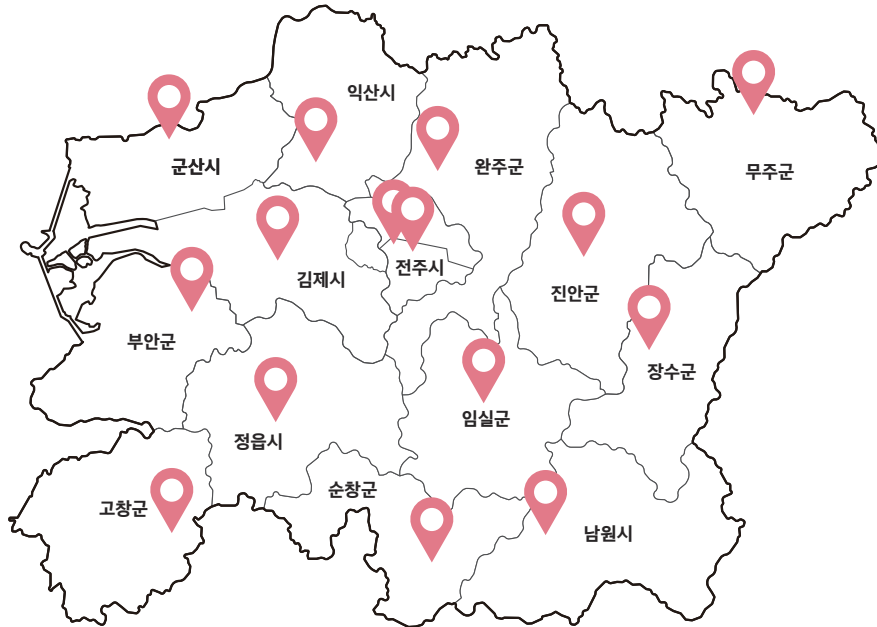 익산시
군산시
완주군
무주군
김제시
전주시
진안군
부안군
장수군
임실군
정읍시
순창군
고창군
남원시